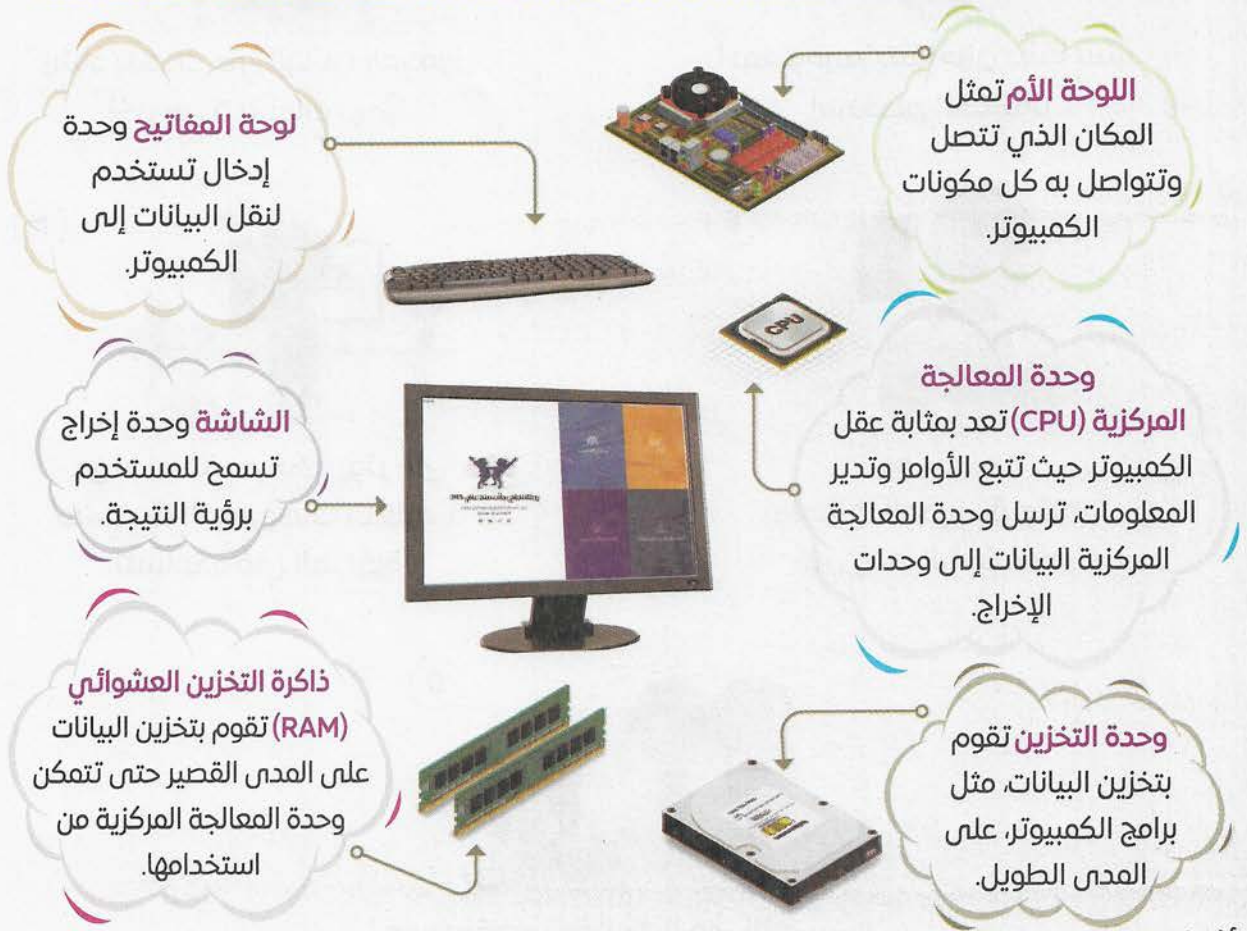 اللوحة الأم تمثل
المكان الذي تتصل
وتتواصل به كل مكونات
الكمبيوتر.
لوحة المفاتيح وحدة
إدخال تستخدم
لنقل البيانات إلى
الكمبيوتر.
CPU
وحدة المعالجة
المركزية (CPU) تعد بمثابة عقل
الكمبيوتر حيث تتبع الأوامر وتدير
المعلومات، ترسل وحدة المعالجة
المركزية البيانات إلى وحدات
الإخراج.
الشاشة وحدة إخراج
تسمح للمستخدم
برؤية النتيجة.
وحدة التخزين تقوم
بتخزين البيانات، مثل
برامج الكمبيوتر، على
المدى الطويل.
ذاكرة التخزين العشوائي
(RAM) تقوم بتخزين البيانات
على المدى القصير حتى تتمكن
وحدة المعالجة المركزية من
استخدامها.